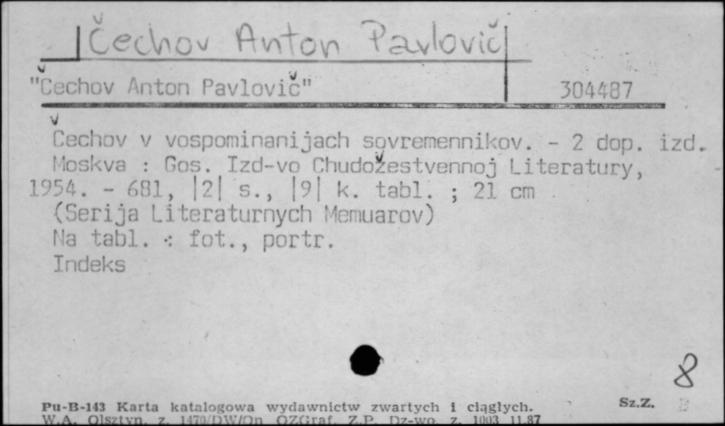 Čechov Anton Pavlovič
"Čechov Anton Pavlovič" 304487
Čechov v vospominanijach sovremennikov. - 2 dop. izd.
Moskva : Gos. Izd-vo Chudožestvennoj Literatury,
1954. - 681, |2| s., |9| k. tabl. ; 21 cm
(Serija Literaturnych Memuarov)
Na tabl. : fot., portr.
Indeks
8
Pu-B-143 Karta katalogowa wydawnictw zwartych i ciągłych. Sz.Z.
W.A. Olsztyn, z. 1470/DW/On OZGraf. Z.P. Dz-wo z. 1003 11.87